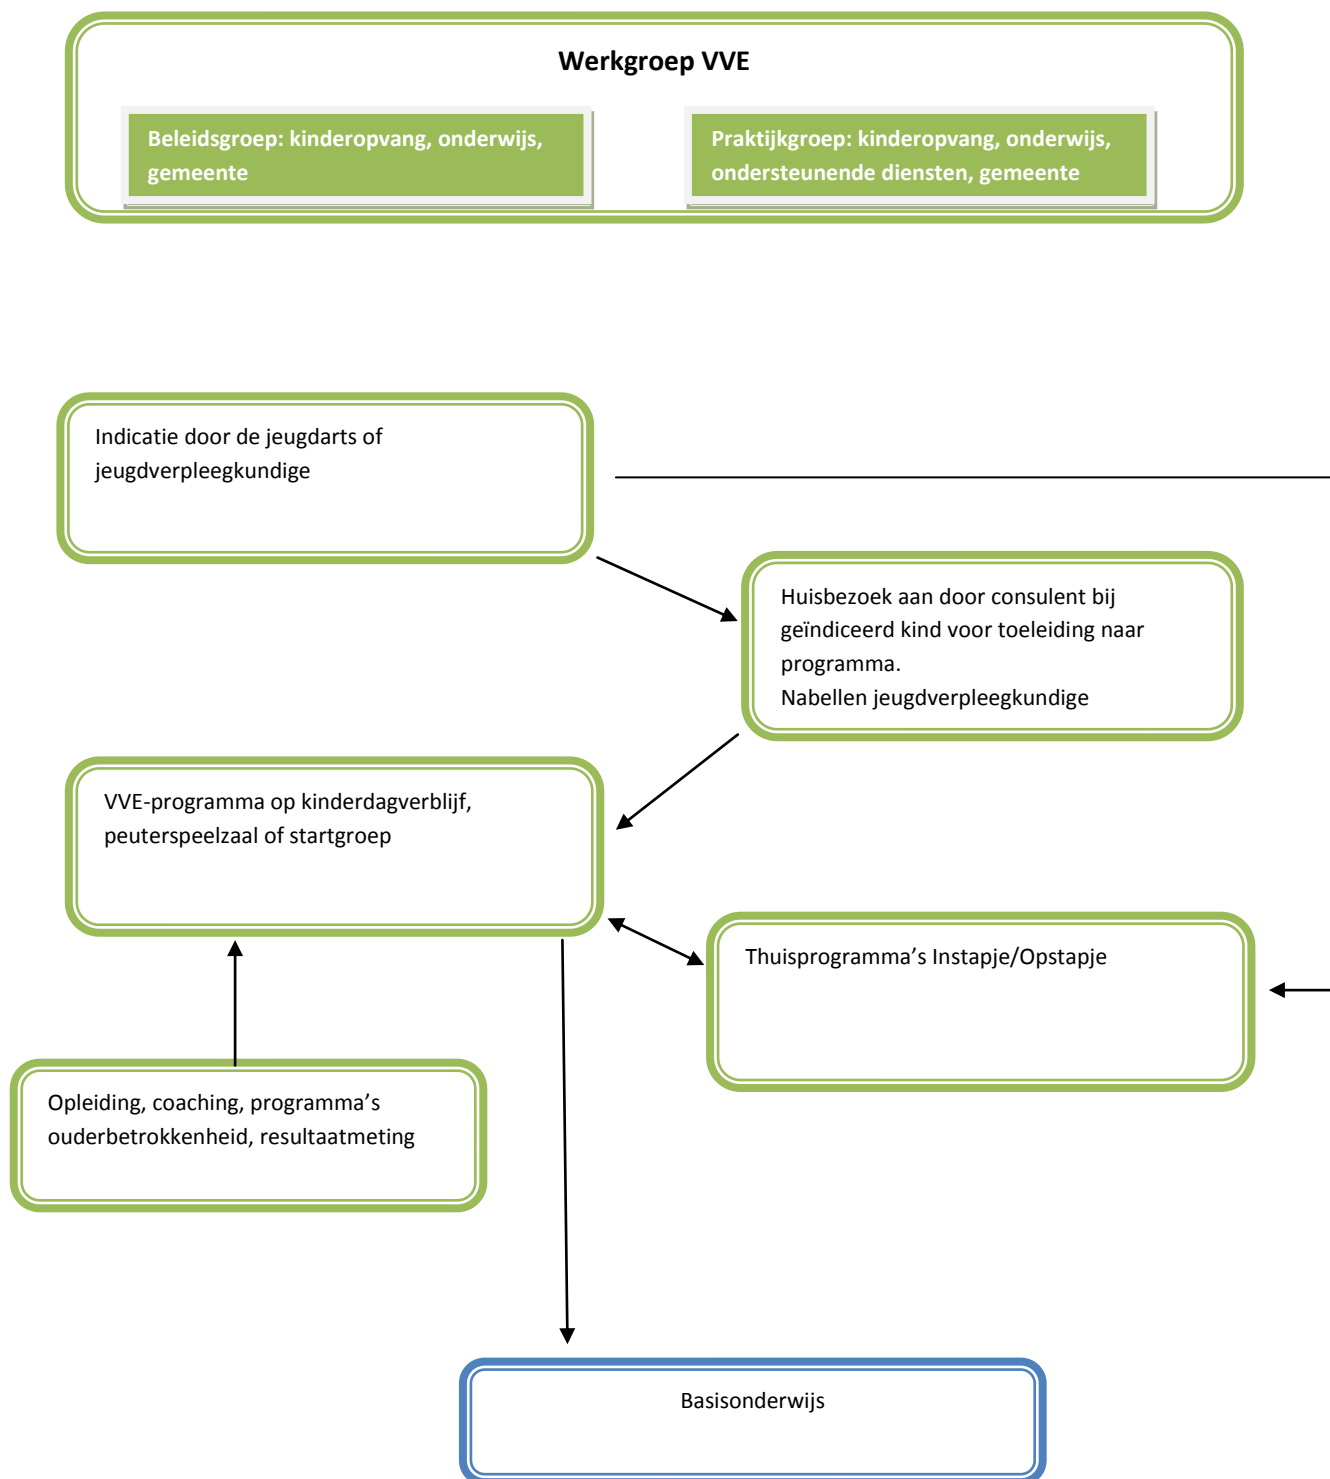 Werkgroep VVE
Beleidsgroep: kinderopvang, onderwijs,
gemeente
Praktijkgroep: kinderopvang, onderwijs,
ondersteunende diensten, gemeente
Indicatie door de jeugdarts of
jeugdverpleegkundige
Huisbezoek aan door consulent bij
geïndiceerd kind voor toeleiding naar
programma.
Nabellen jeugdverpleegkundige
VVE-programma op kinderdagverblijf,
peuterspeelzaal of startgroep
Thuisprogramma’s Instapje/Opstapje
Opleiding, coaching, programma’s
ouderbetrokkenheid, resultaatmeting
Basisonderwijs